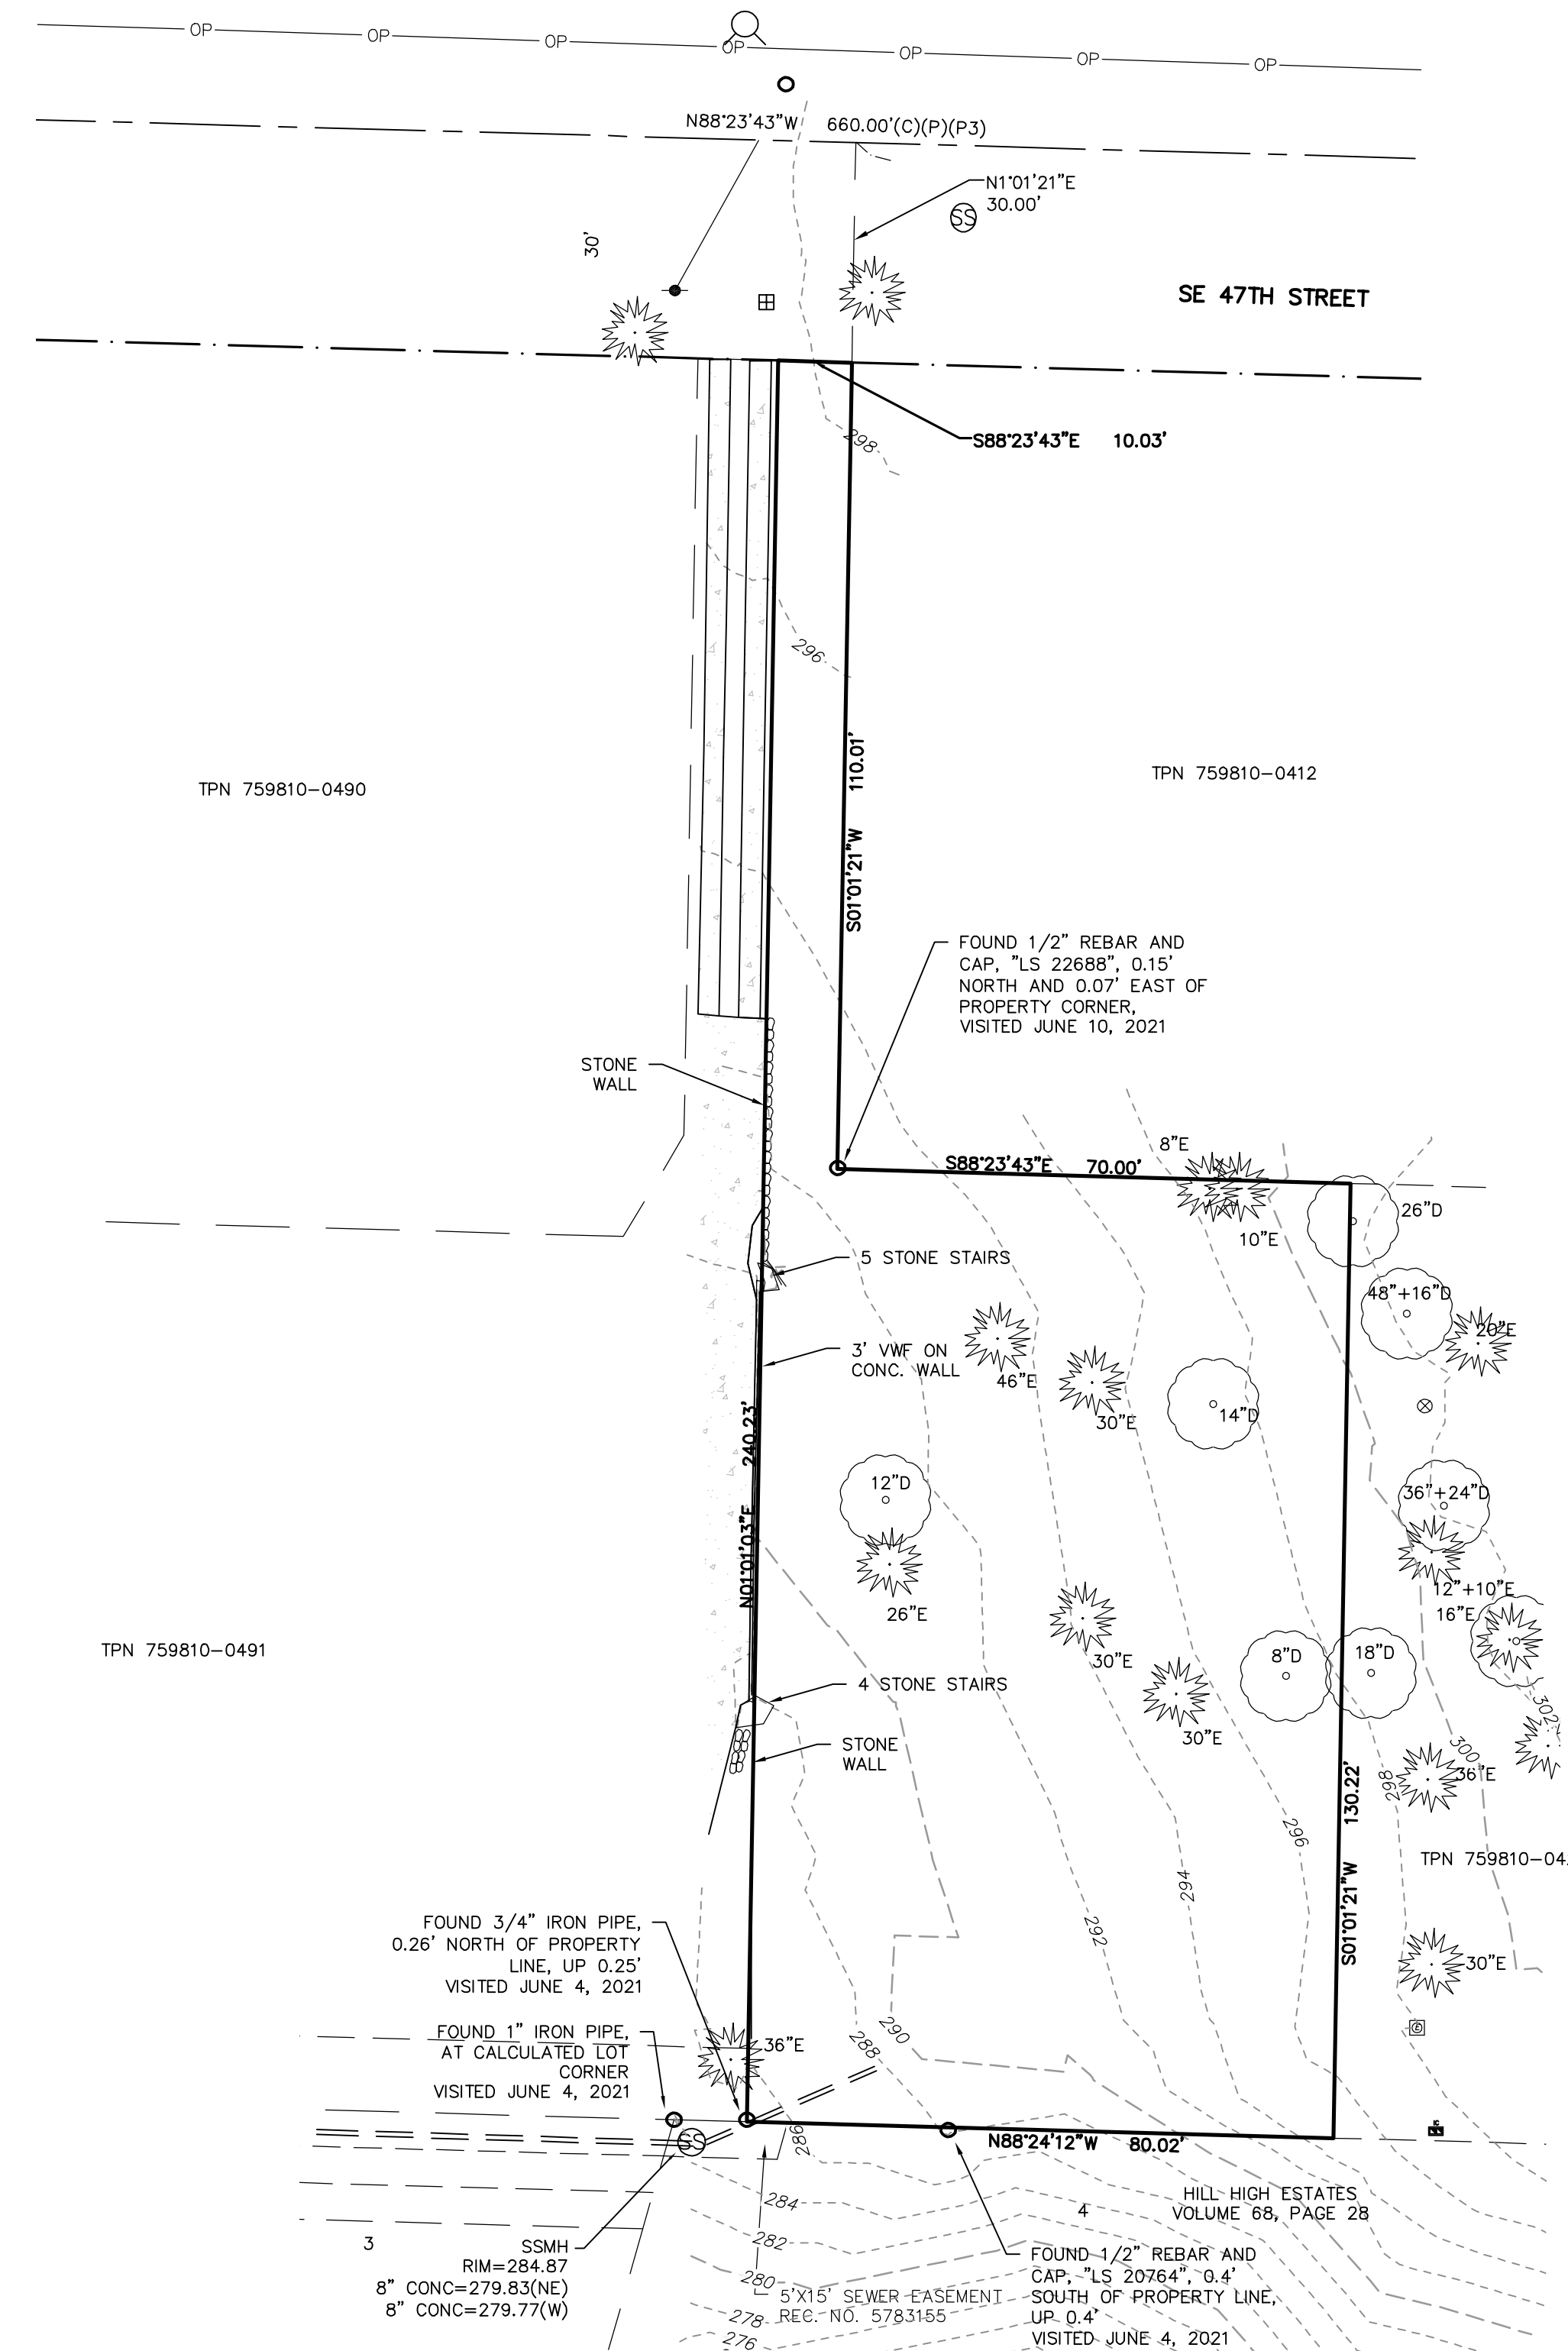 OP OP OP OP OP OP OP
N88°23'43"W 660.00'(C)(P)(P3)
N1°01'21"E
30.00'
SS
30'
SE 47TH STREET
S88°23'43"E 10.03'
298
296
S01°01'21"W 110.01'
TPN 759810-0490
TPN 759810-0412
FOUND 1/2" REBAR AND
CAP, "LS 22688", 0.15'
NORTH AND 0.07' EAST OF
PROPERTY CORNER,
VISITED JUNE 10, 2021
STONE
WALL
8"E
S88°23'43"E 70.00'
26"D
10"E
5 STONE STAIRS
48"+16"D
20"E
3' VWF ON
CONC. WALL
46"E
30"E
14"D
N01°01'03"E 240.23'
12"D
36"+24"D
12"+10"E
26"E
16"E
TPN 759810-0491
30"E
8"D
18"D
4 STONE STAIRS
302
30"E
STONE
WALL
300
36"E
298
S01°01'21"W 130.22'
296
TPN 759810-04
294
292
FOUND 3/4" IRON PIPE,
0.26' NORTH OF PROPERTY
LINE, UP 0.25'
VISITED JUNE 4, 2021
30"E
FOUND 1" IRON PIPE,
AT CALCULATED LOT
CORNER
VISITED JUNE 4, 2021
36"E
288
290
SS
286
N88°24'12"W 80.02'
284
HILL HIGH ESTATES
VOLUME 68, PAGE 28
4
282
3
SSMH
RIM=284.87
8" CONC=279.83(NE)
8" CONC=279.77(W)
280
5'X15' SEWER EASEMENT
REC. NO. 5783155
278
276
FOUND 1/2" REBAR AND
CAP, "LS 20764", 0.4'
SOUTH OF PROPERTY LINE,
UP 0.4'
VISITED JUNE 4, 2021